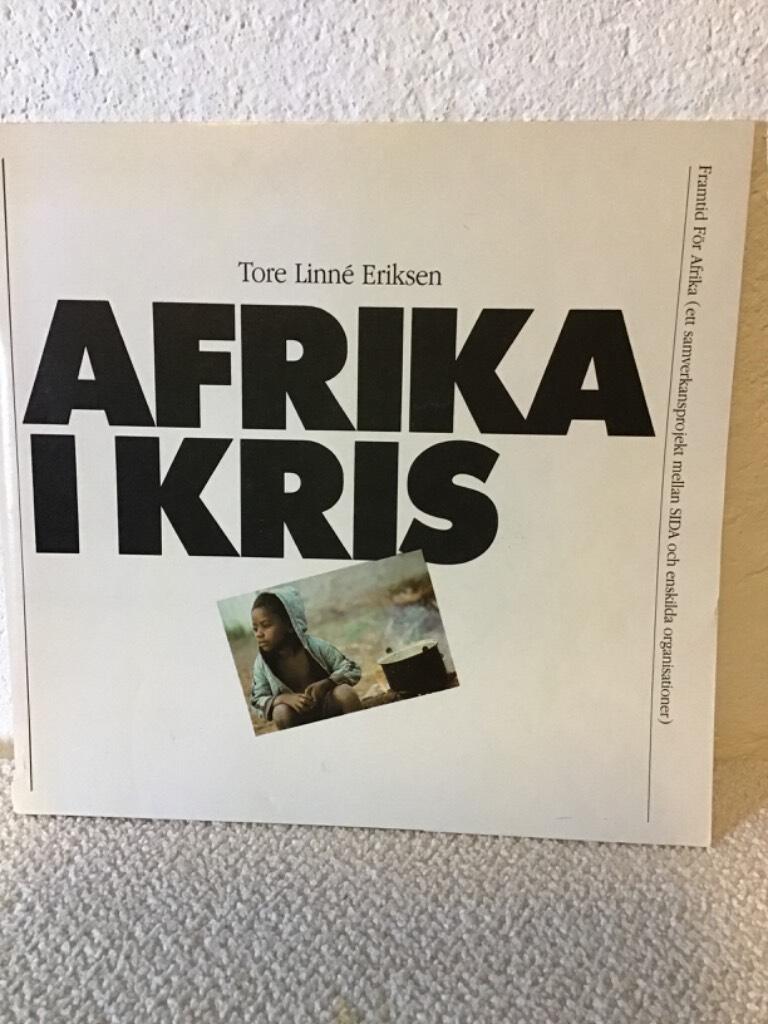 Tore Linné Eriksen
AFRIKA
I KRIS
Framtid För Afrika (ett samverkansprojekt mellan SIDA och enskilda organisationer)